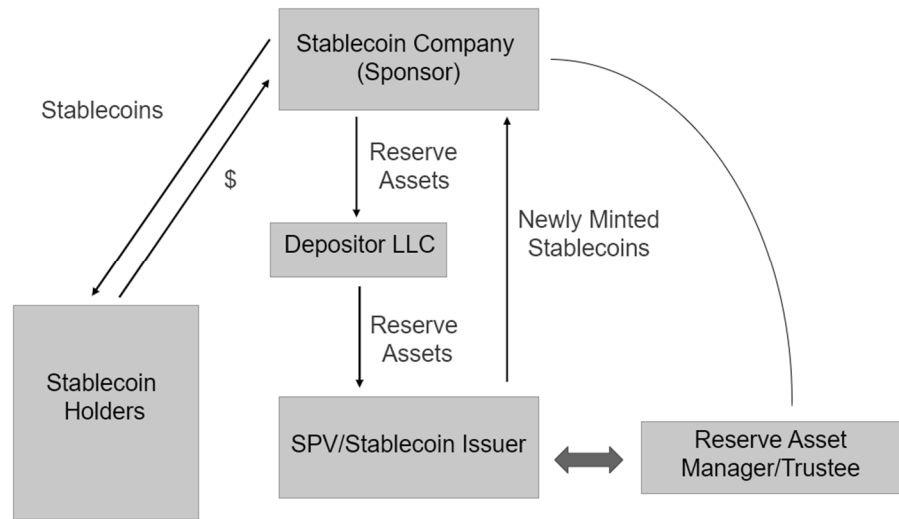 Stablecoin Company
(Sponsor)
Stablecoins
$
Reserve
Assets
Newly Minted
Stablecoins
Depositor LLC
Reserve
Assets
Stablecoin
Holders
SPV/Stablecoin Issuer
Reserve Asset
Manager/Trustee